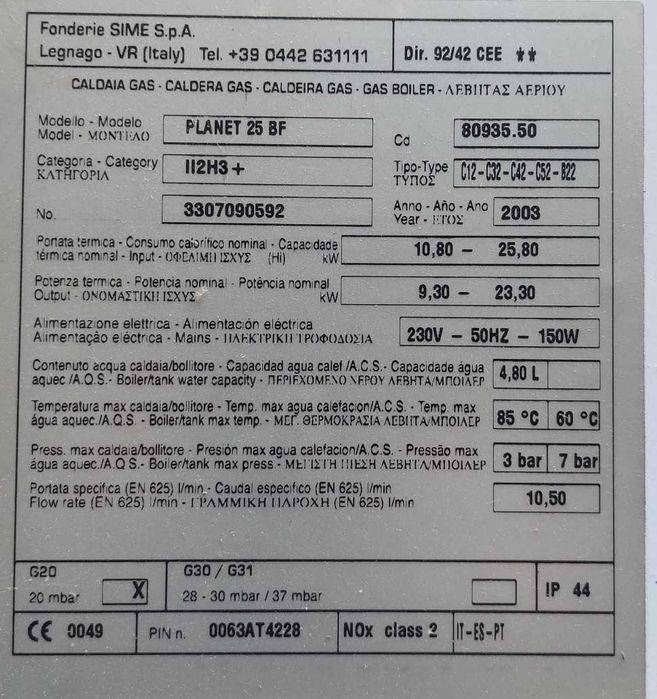 Fonderie SIME S.p.A.
Legnago - VR (Italy) Tel. +39 0442 631111
Dir. 92/42 CEE ★★
CALDAIA GAS - CALDERA GAS - CALDEIRA GAS - GAS BOILER - ΛΕΒΗΤΑΣ ΑΕΡΙΟΥ
Modello - Modelo
Model - ΜΟΝΤΕΛΟ
PLANET 25 BF
Cd
80935.50
Categoria - Category
ΚΑΤΗΓΟΡΙΑ
II2H3+
Tipo-Type
ΤΥΠΟΣ
C12-C32-C42-C52-B22
No.
3307090592
Anno - Año - Ano
Year - ΕΤΟΣ
2003
Portata termica - Consumo calorífico nominal - Capacidade
térmica nominal - Input - ΟΦΕΛΙΜΗ ΙΣΧΥΣ (Hi) kW
10,80 – 25,80
Potenza termica - Potencia nominal - Potência nominal
Output - ΟΝΟΜΑΣΤΙΚΗ ΙΣΧΥΣ kW
9,30 – 23,30
Alimentazione elettrica - Alimentación eléctrica
Alimentação eléctrica - Mains - ΗΛΕΚΤΡΙΚΗ ΤΡΟΦΟΔΟΣΙΑ
230V – 50HZ – 150W
Contenuto acqua caldaia/bollitore - Capacidad agua calef./A.C.S.- Capacidade água
aquec./A.Q.S.- Boiler/tank water capacity - ΠΕΡΙΕΧΟΜΕΝΟ ΝΕΡΟΥ ΛΕΒΗΤΑ/ΜΠΟΙΛΕΡ
4,80 L
Temperatura max caldaia/bollitore - Temp. max agua calefacion/A.C.S. - Temp. max
água aquec./A.Q.S.- Boiler/tank max temp. - ΜΕΓ. ΘΕΡΜΟΚΡΑΣΙΑ ΛΕΒΗΤΑ/ΜΠΟΙΛΕΡ
85 °C 60 °C
Press. max caldaia/bollitore - Presión max agua calefacion/A.C.S. - Pressão max
água aquec./A.Q.S.- Boiler/tank max press - ΜΕΓΙΣΤΗ ΠΙΕΣΗ ΛΕΒΗΤΑ/ΜΠΟΙΛΕΡ
3 bar 7 bar
Portata specifica (EN 625) l/min - Caudal específico (EN 625) l/min
Flow rate (EN 625) l/min - ΓΡΑΜΜΙΚΗ ΠΑΡΟΧΗ (EN 625) l/min
10,50
G20
20 mbar
X
G30 / G31
28 - 30 mbar / 37 mbar
IP 44
CE 0049
PIN n. 0063AT4228
NOx class 2
IT-ES-PT